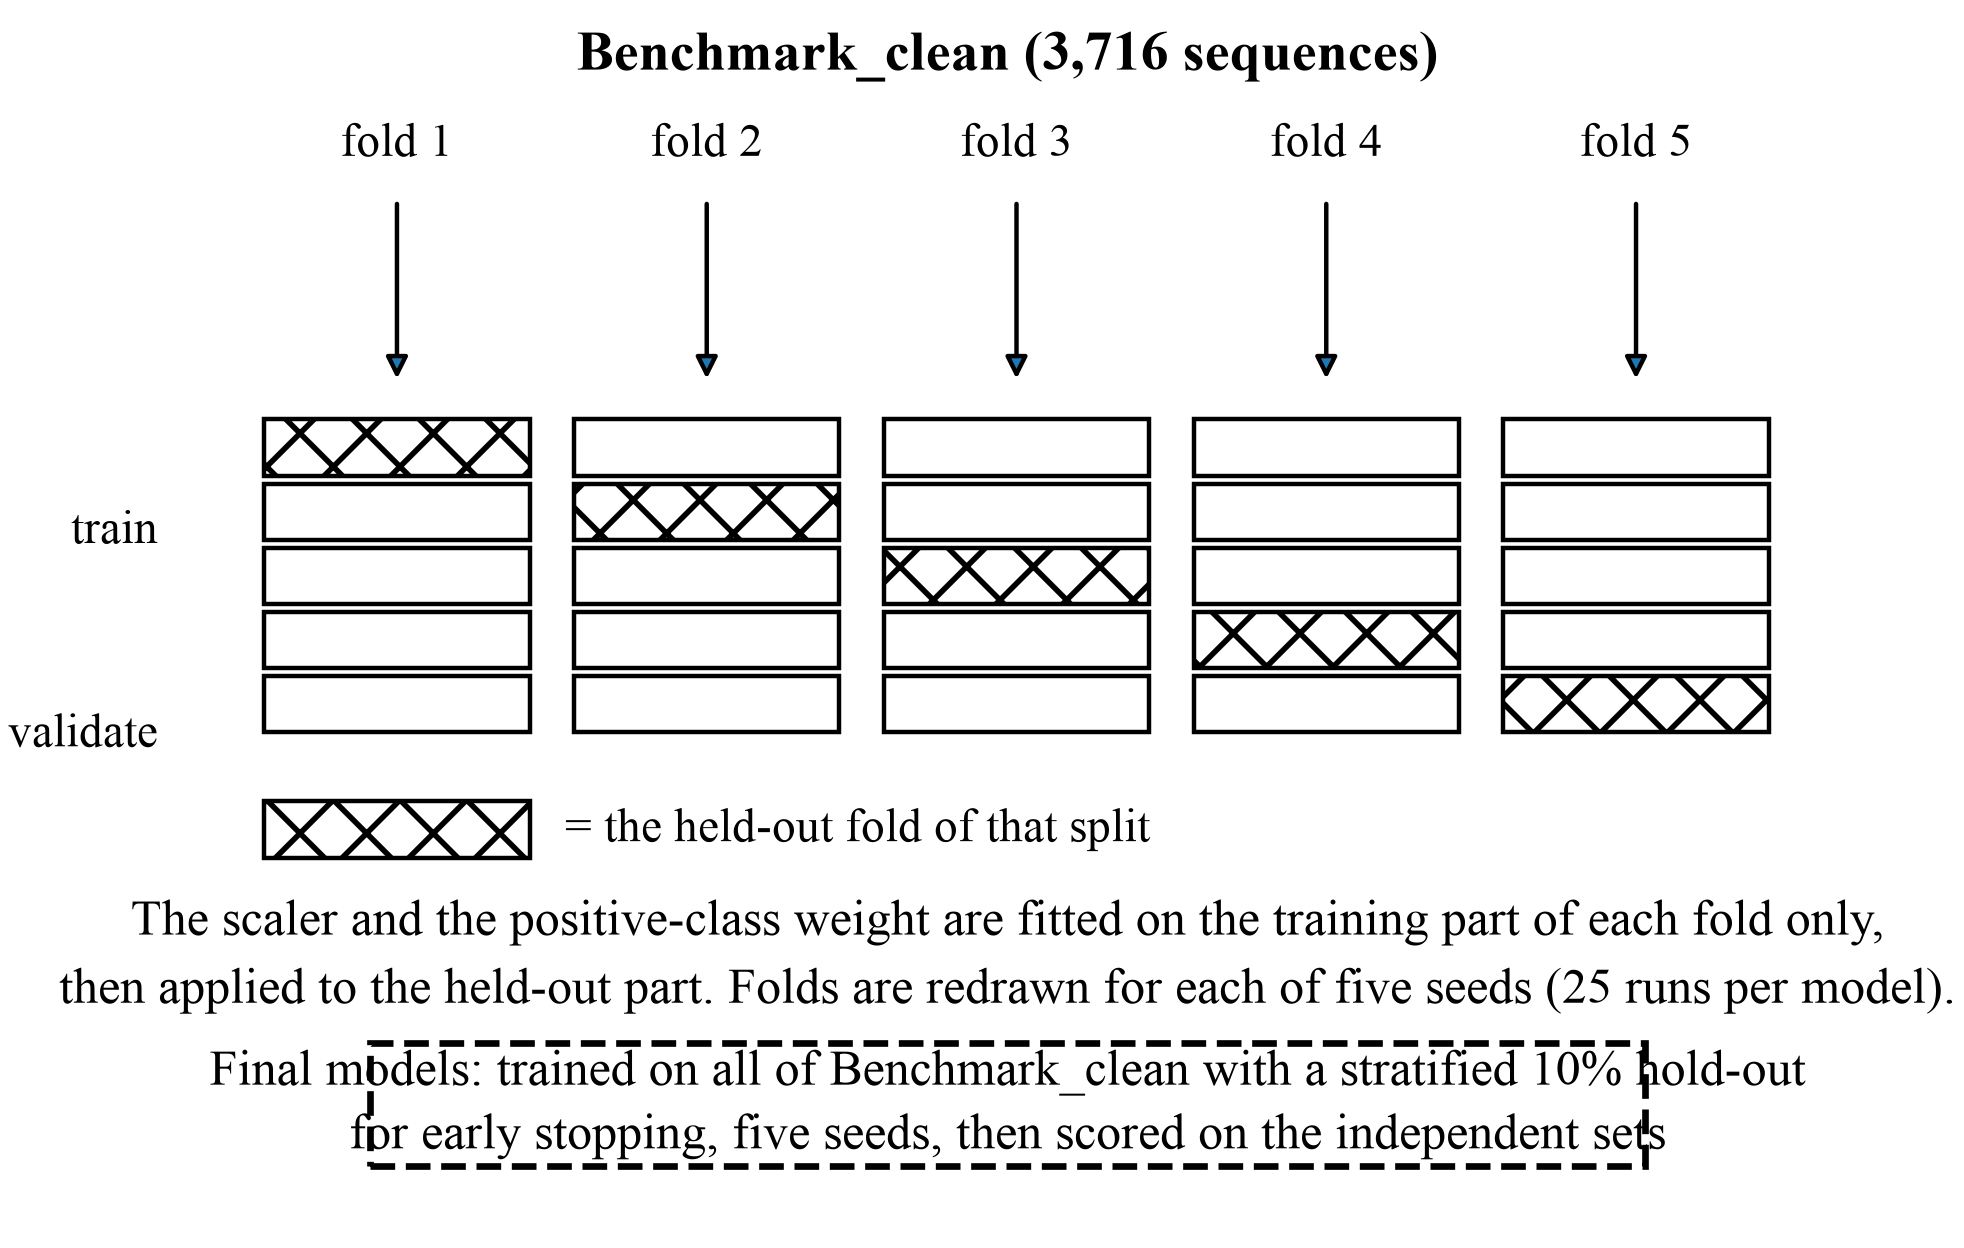 Benchmark_clean (3,716 sequences)
fold 1 fold 2 fold 3 fold 4 fold 5
train
validate
= the held-out fold of that split
The scaler and the positive-class weight are fitted on the training part of each fold only,
then applied to the held-out part. Folds are redrawn for each of five seeds (25 runs per model).
Final models: trained on all of Benchmark_clean with a stratified 10% hold-out
for early stopping, five seeds, then scored on the independent sets